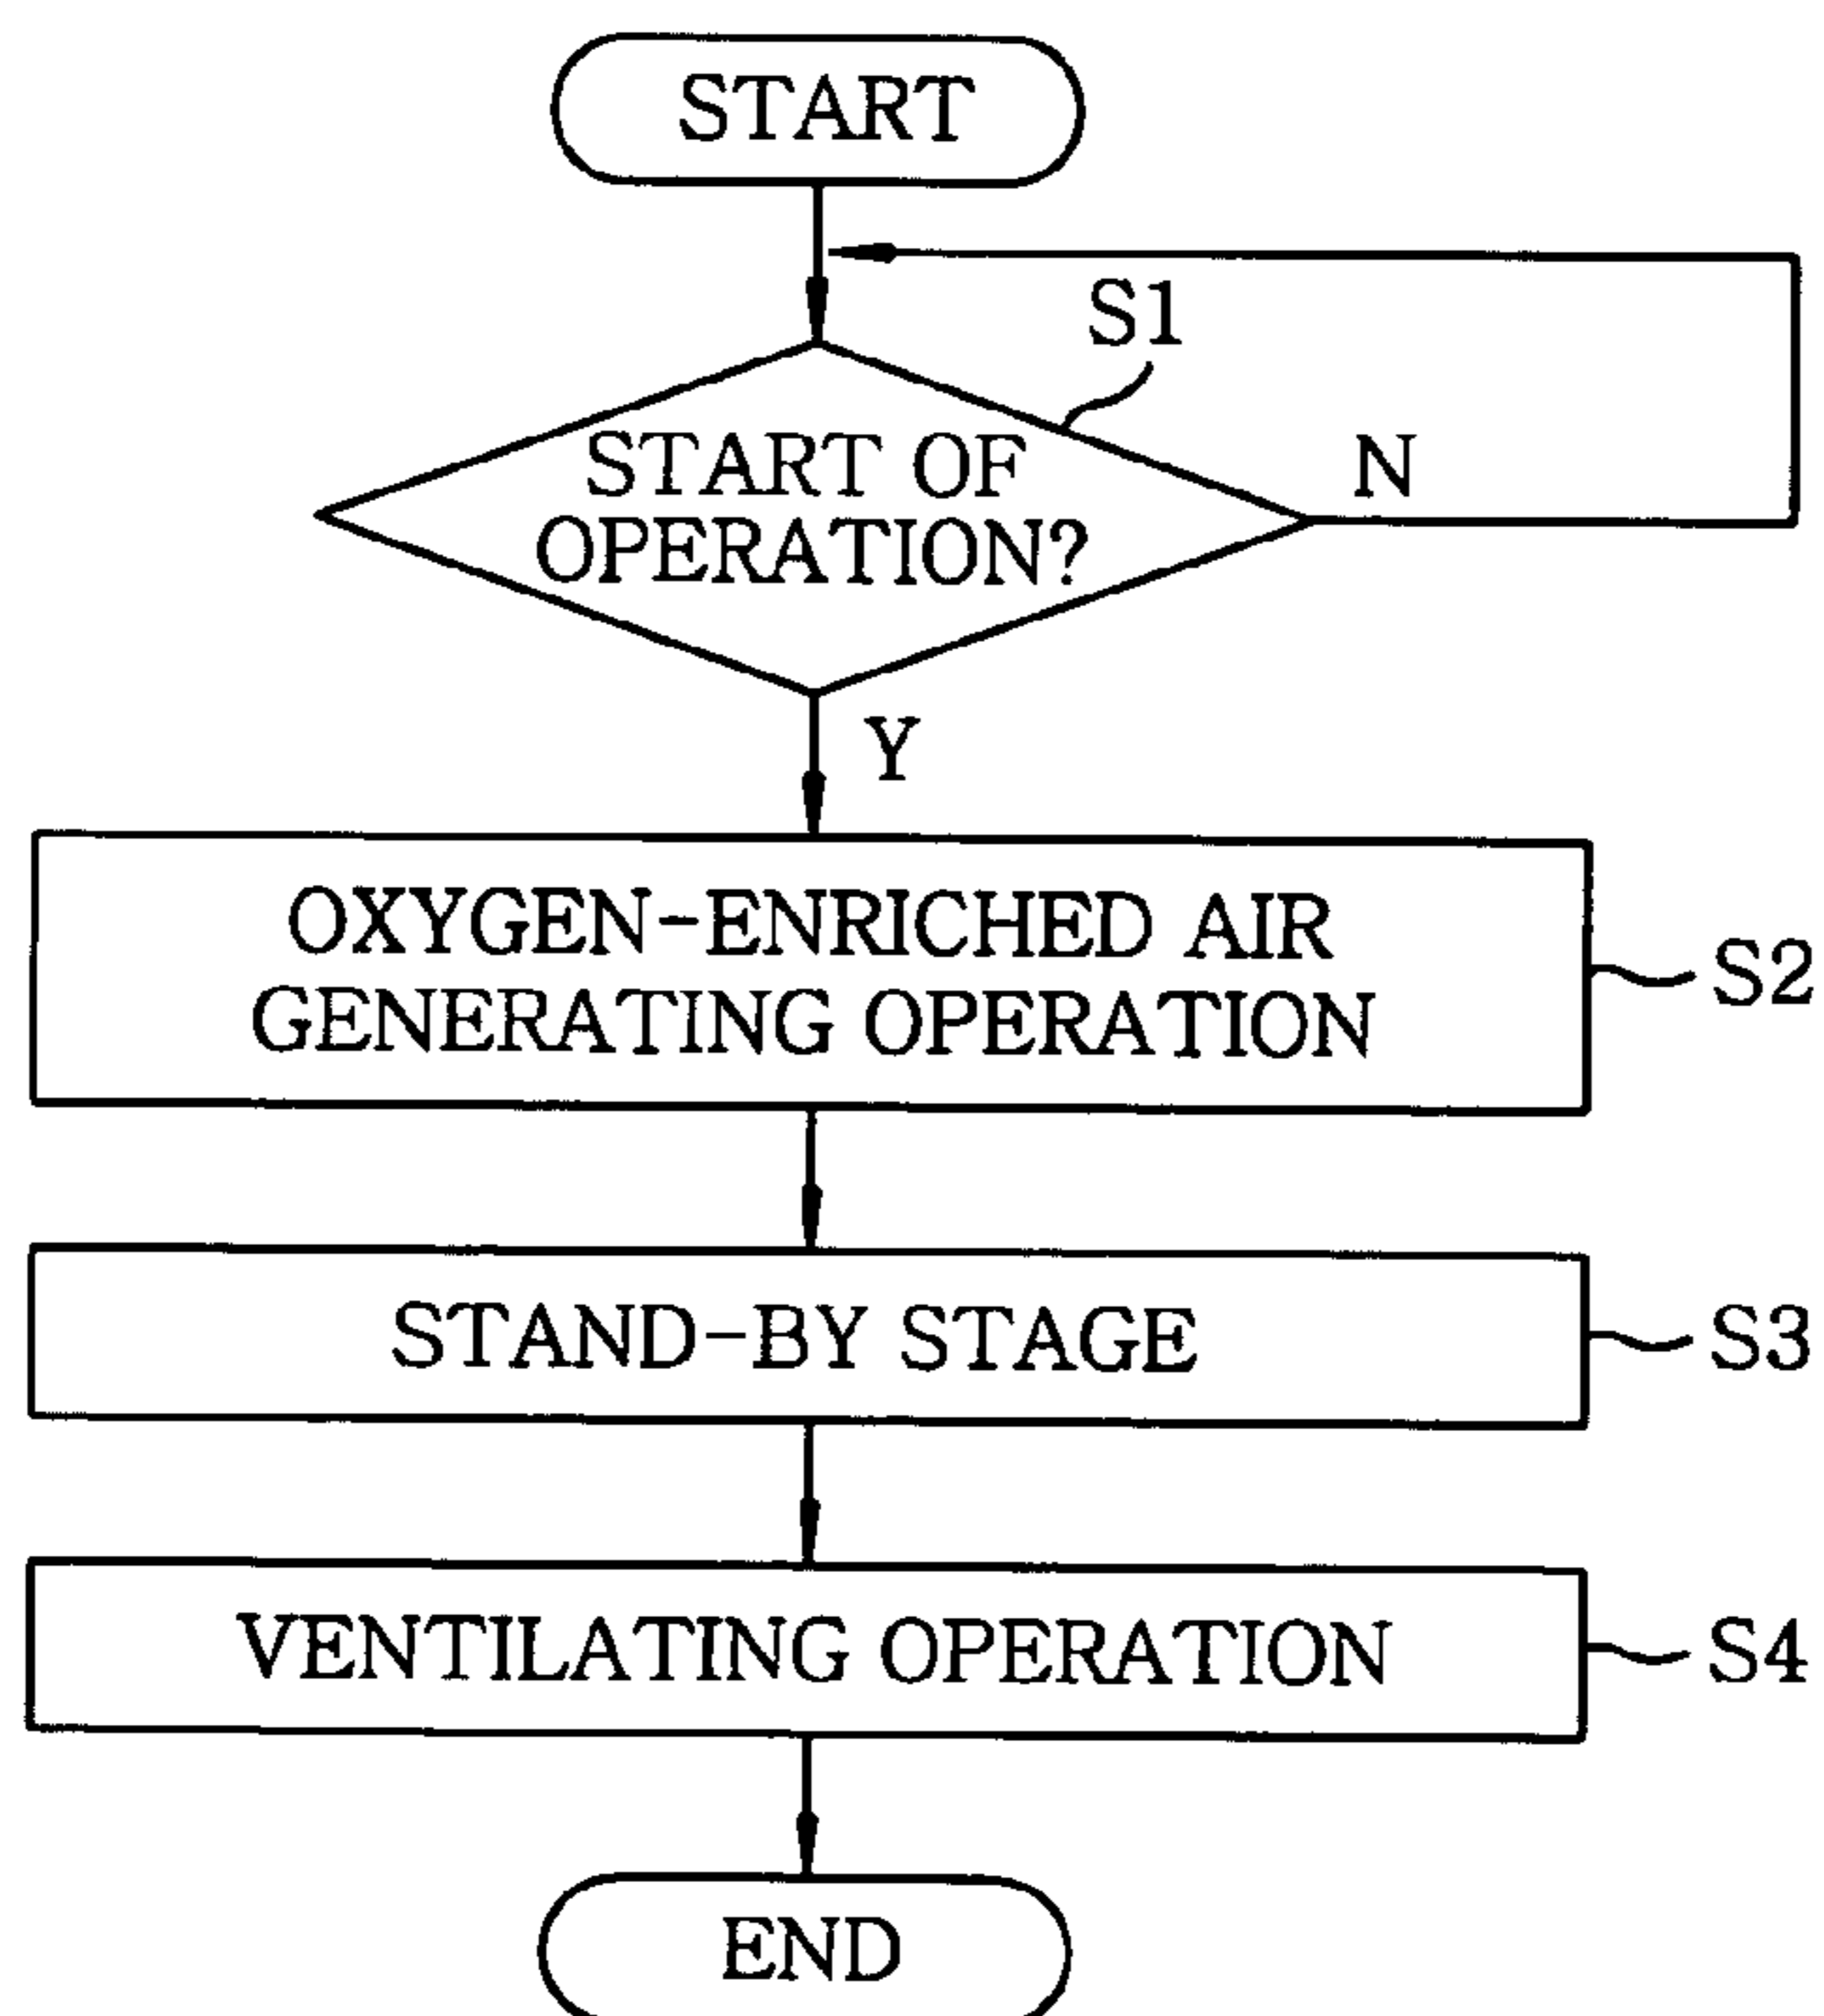 START
S1
START OF
OPERATION?
N
Y
OXYGEN-ENRICHED AIR
GENERATING OPERATION
S2
STAND-BY STAGE
S3
VENTILATING OPERATION
S4
END